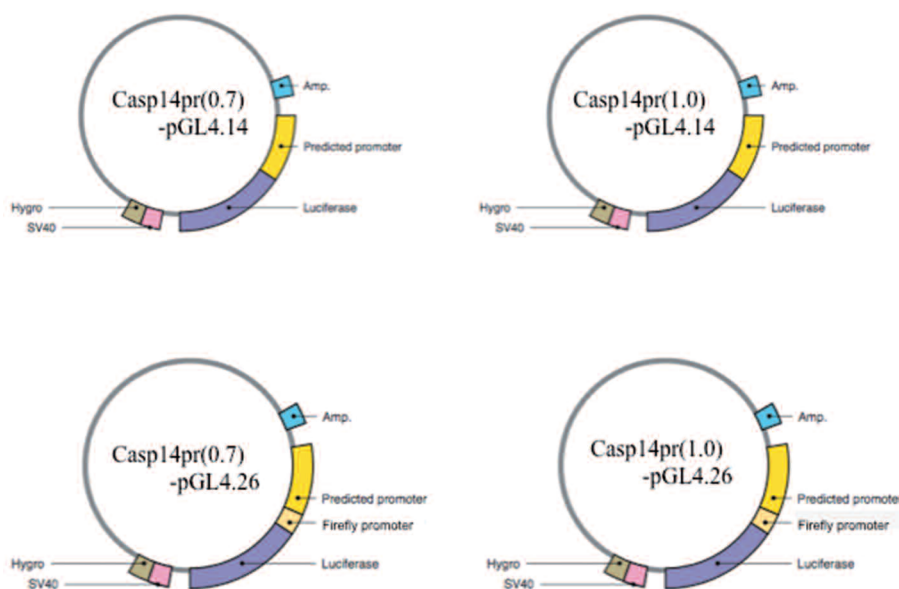 Casp14pr(0.7)
-pGL4.14
Amp.
Predicted promoter
Luciferase
Hygro
SV40
Casp14pr(1.0)
-pGL4.14
Amp.
Predicted promoter
Luciferase
Hygro
SV40
Casp14pr(0.7)
-pGL4.26
Amp.
Predicted promoter
Firefly promoter
Luciferase
Hygro
SV40
Casp14pr(1.0)
-pGL4.26
Amp.
Predicted promoter
Firefly promoter
Luciferase
Hygro
SV40